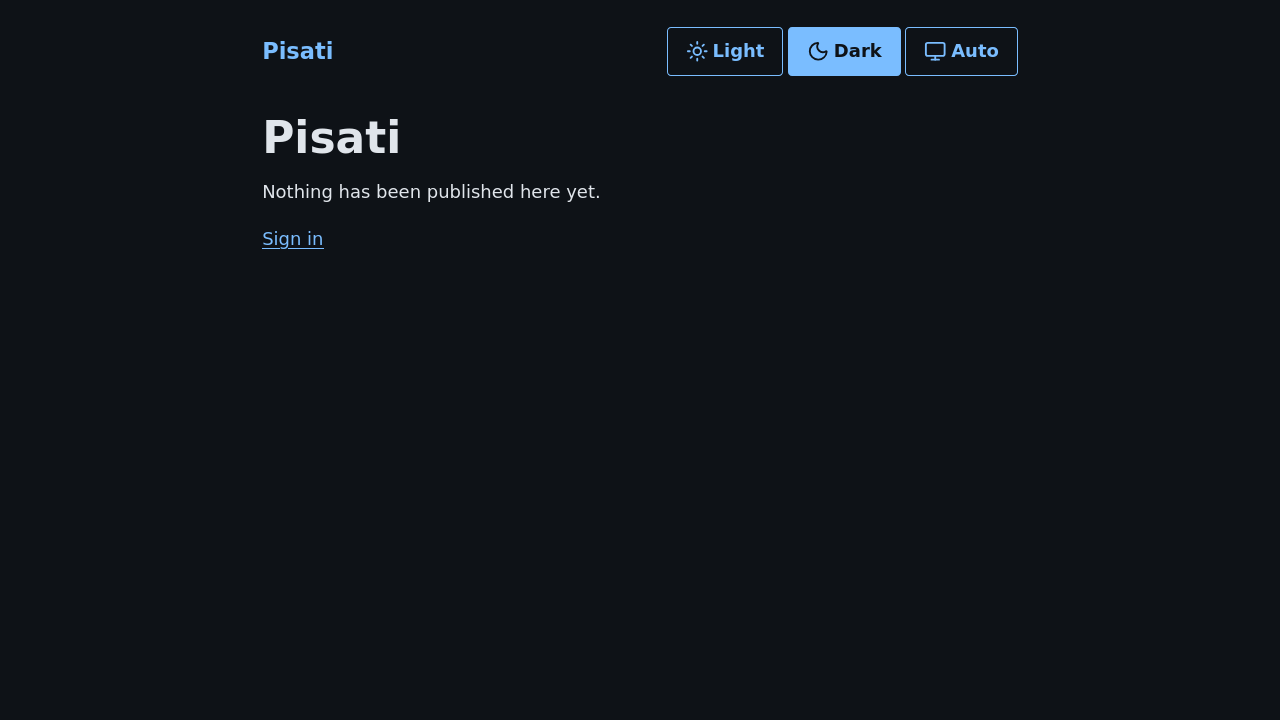 Pisati
Light Dark Auto
Pisati
Nothing has been published here yet.
Sign in